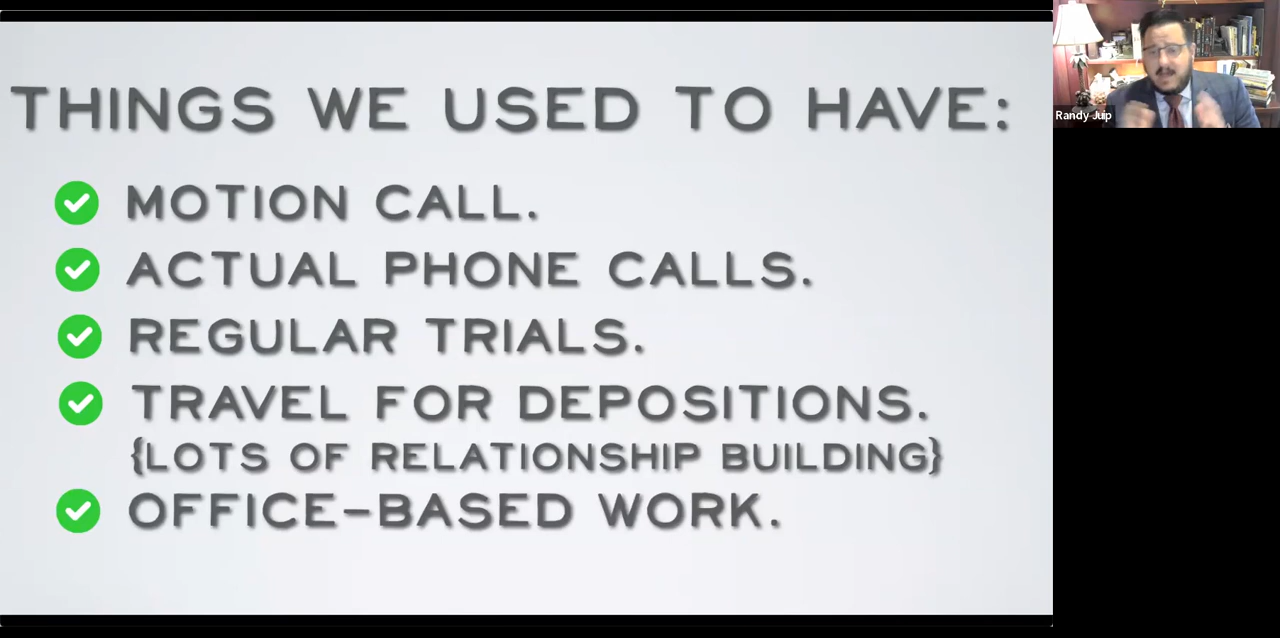 THINGS WE USED TO HAVE:
MOTION CALL.
ACTUAL PHONE CALLS.
REGULAR TRIALS.
TRAVEL FOR DEPOSITIONS.
{LOTS OF RELATIONSHIP BUILDING}
OFFICE-BASED WORK.
Randy Juip